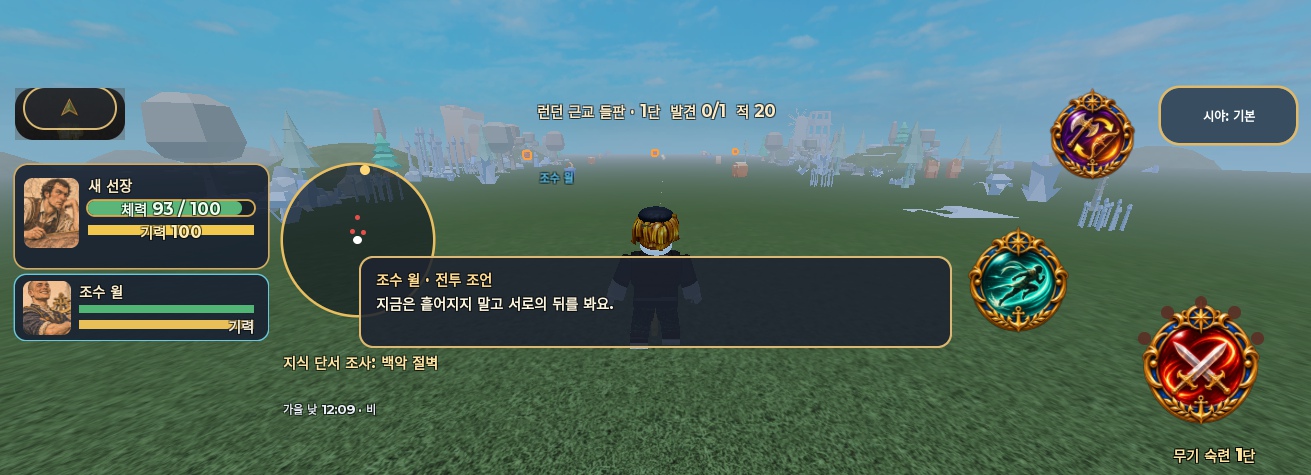 런던 근교 들판 · 1단 발견 0/1 적 20
시야: 기본
새 선장
체력 93 / 100
기력 100
조수 월
조수 월
기력
조수 월 · 전투 조언
지금은 흩어지지 말고 서로의 뒤를 봐요.
지식 단서 조사: 백악 절벽
가을 낮 12:09 · 비
무기 숙련 1단